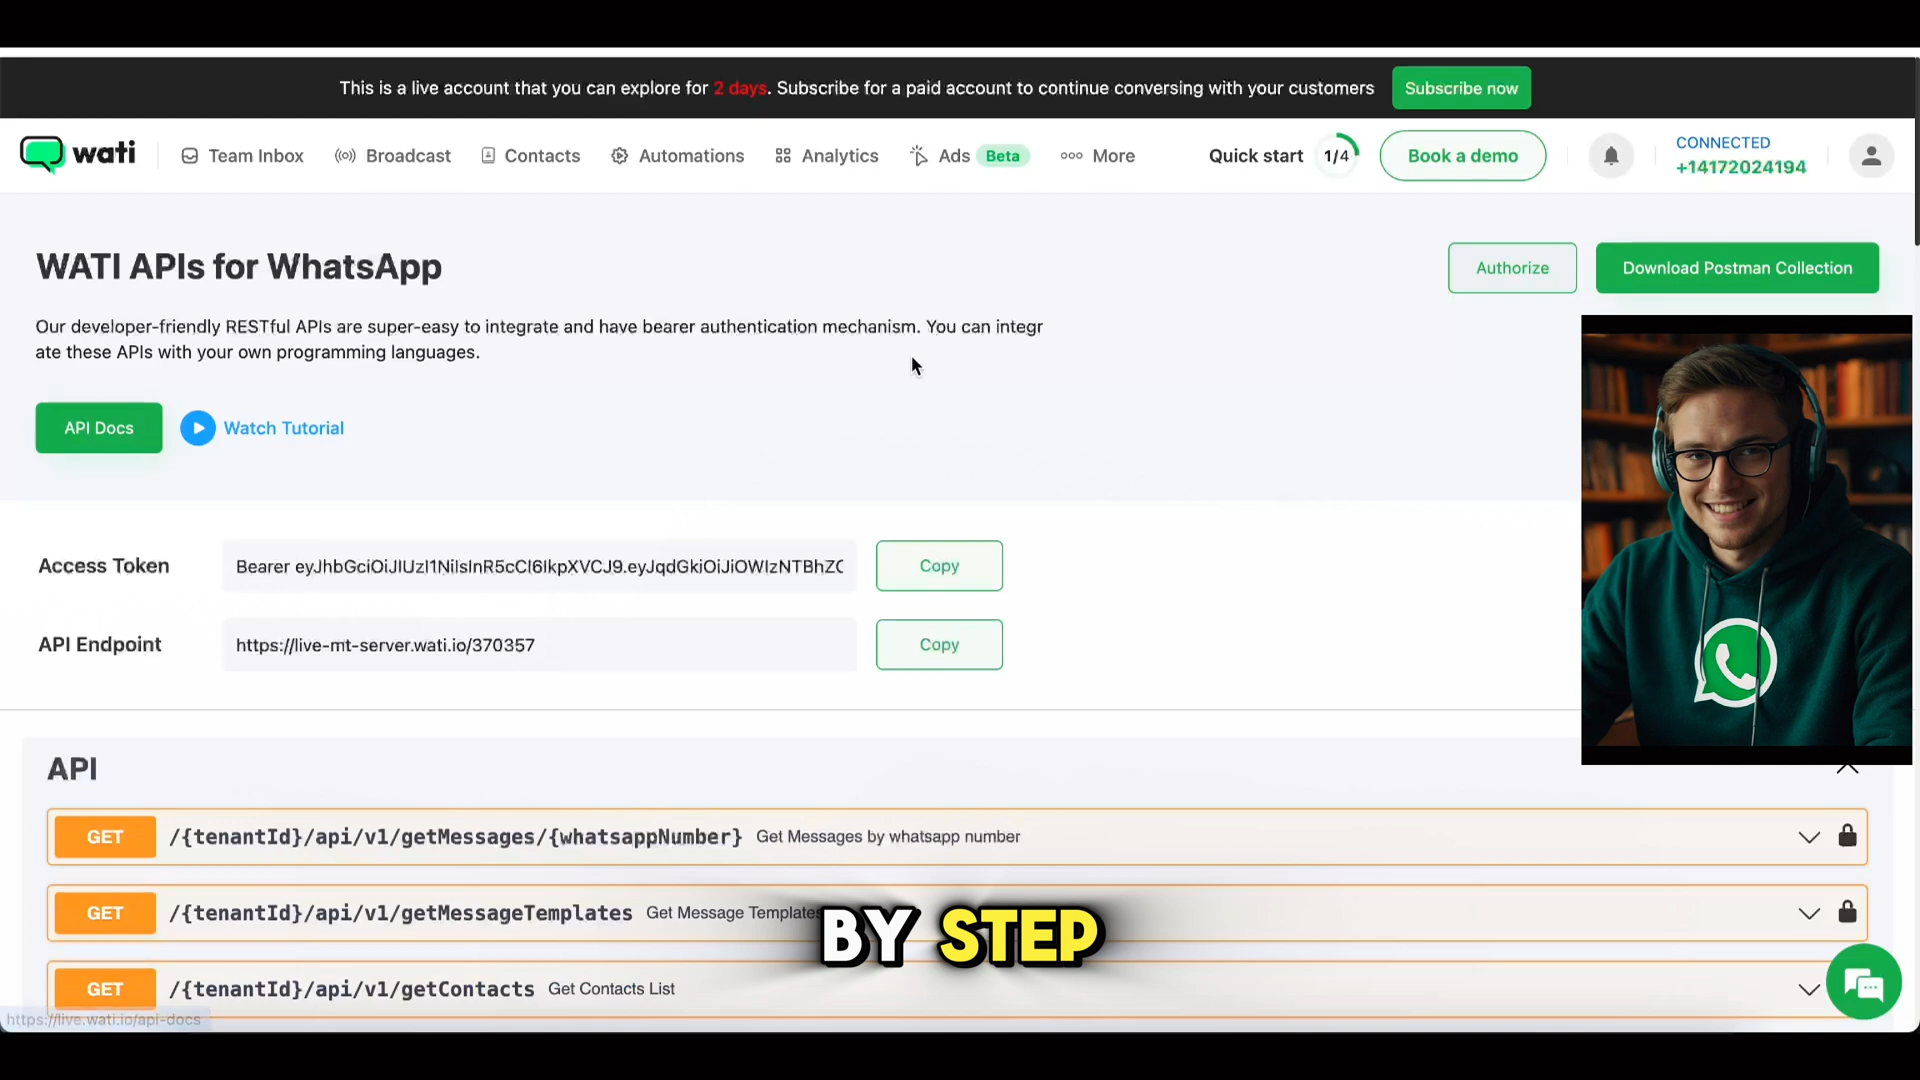 This is a live account that you can explore for 2 days. Subscribe for a paid account to continue conversing with your customers
Subscribe now
wati
Team Inbox
Broadcast
Contacts
Automations
Analytics
Ads
Beta
More
Quick start
1/4
Book a demo
CONNECTED
+14172024194
WATI APIs for WhatsApp
Authorize
Download Postman Collection
Our developer-friendly RESTful APIs are super-easy to integrate and have bearer authentication mechanism. You can integr
ate these APIs with your own programming languages.
API Docs
Watch Tutorial
Access Token
Bearer eyJhbGciOiJIUzI1NiIsInR5cCI6IkpXVCJ9.eyJqdGkiOiJiOWIzNTBhZC
Copy
API Endpoint
https://live-mt-server.wati.io/370357
Copy
API
GET
/{tenantId}/api/v1/getMessages/{whatsappNumber}
Get Messages by whatsapp number
GET
/{tenantId}/api/v1/getMessageTemplates
Get Message Templates
BY STEP
GET
/{tenantId}/api/v1/getContacts
Get Contacts List
https://live.wati.io/api-docs